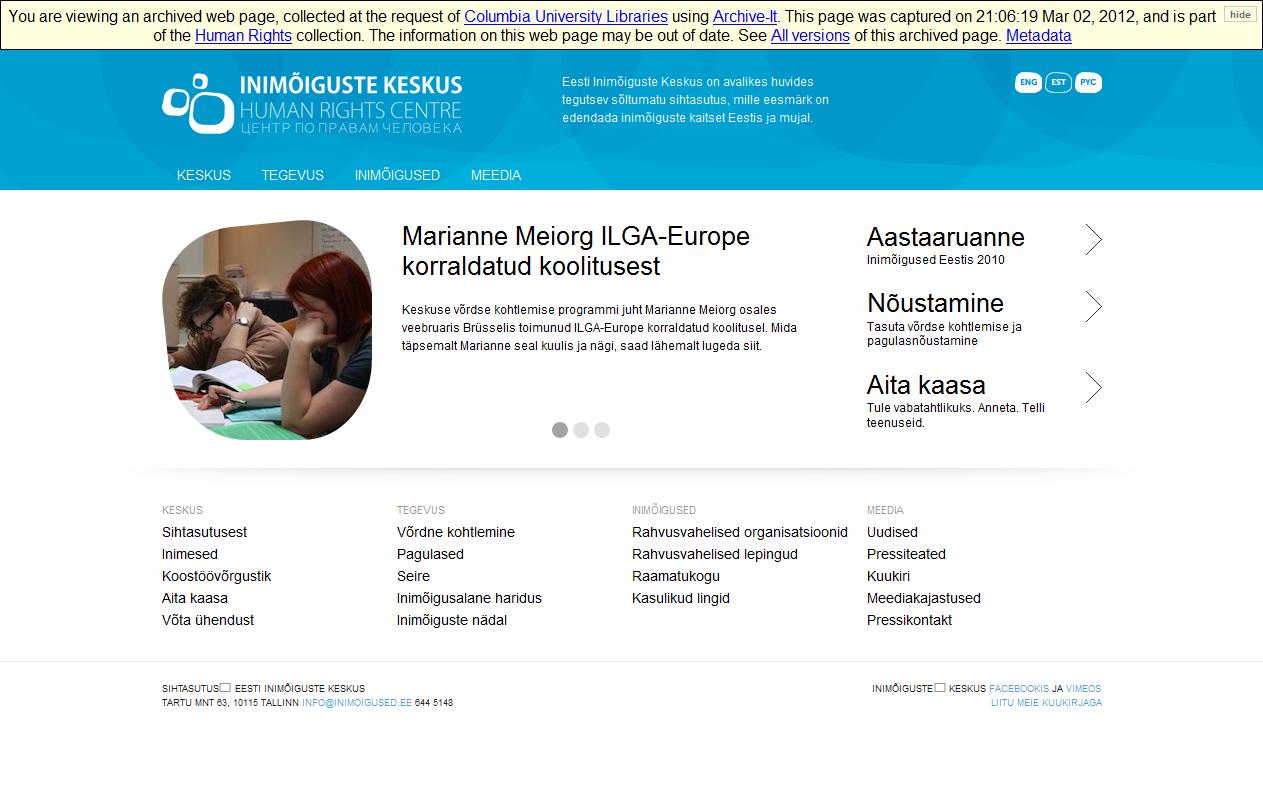 You are viewing an archived web page, collected at the request of Columbia University Libraries using Archive-It. This page was captured on 21:06:19 Mar 02, 2012, and is part
of the Human Rights collection. The information on this web page may be out of date. See All versions of this archived page. Metadata
hide
INIMÕIGUSTE KESKUS
HUMAN RIGHTS CENTRE
ЦЕНТР ПО ПРАВАМ ЧЕЛОВЕКА
Eesti Inimõiguste Keskus on avalikes huvides
tegutsev sõltumatu sihtasutus, mille eesmärk on
edendada inimõiguste kaitset Eestis ja mujal.
ENG EST РУС
KESKUS TEGEVUS INIMÕIGUSED MEEDIA
Marianne Meiorg ILGA-Europe
korraldatud koolitusest
Keskuse võrdse kohtlemise programmi juht Marianne Meiorg osales
veebruaris Brüsselis toimunud ILGA-Europe korraldatud koolitusel. Mida
täpsemalt Marianne seal kuulis ja nägi, saad lähemalt lugeda siit.
Aastaaruanne
Inimõigused Eestis 2010
Nõustamine
Tasuta võrdse kohtlemise ja
pagulasnõustamine
Aita kaasa
Tule vabatahtlikuks. Anneta. Telli
teenuseid.
KESKUS
Sihtasutusest
Inimesed
Koostöövõrgustik
Aita kaasa
Võta ühendust
TEGEVUS
Võrdne kohtlemine
Pagulased
Seire
Inimõigusalane haridus
Inimõiguste nädal
INIMÕIGUSED
Rahvusvahelised organisatsioonid
Rahvusvahelised lepingud
Raamatukogu
Kasulikud lingid
MEEDIA
Uudised
Pressiteated
Kuukiri
Meediakajastused
Pressikontakt
SIHTASUTUS EESTI INIMÕIGUSTE KESKUS
TARTU MNT 63, 10115 TALLINN INFO@INIMOIGUSED.EE 644 5148
INIMÕIGUSTE KESKUS FACEBOOKIS JA VIMEOS
LIITU MEIE KUUKIRJAGA